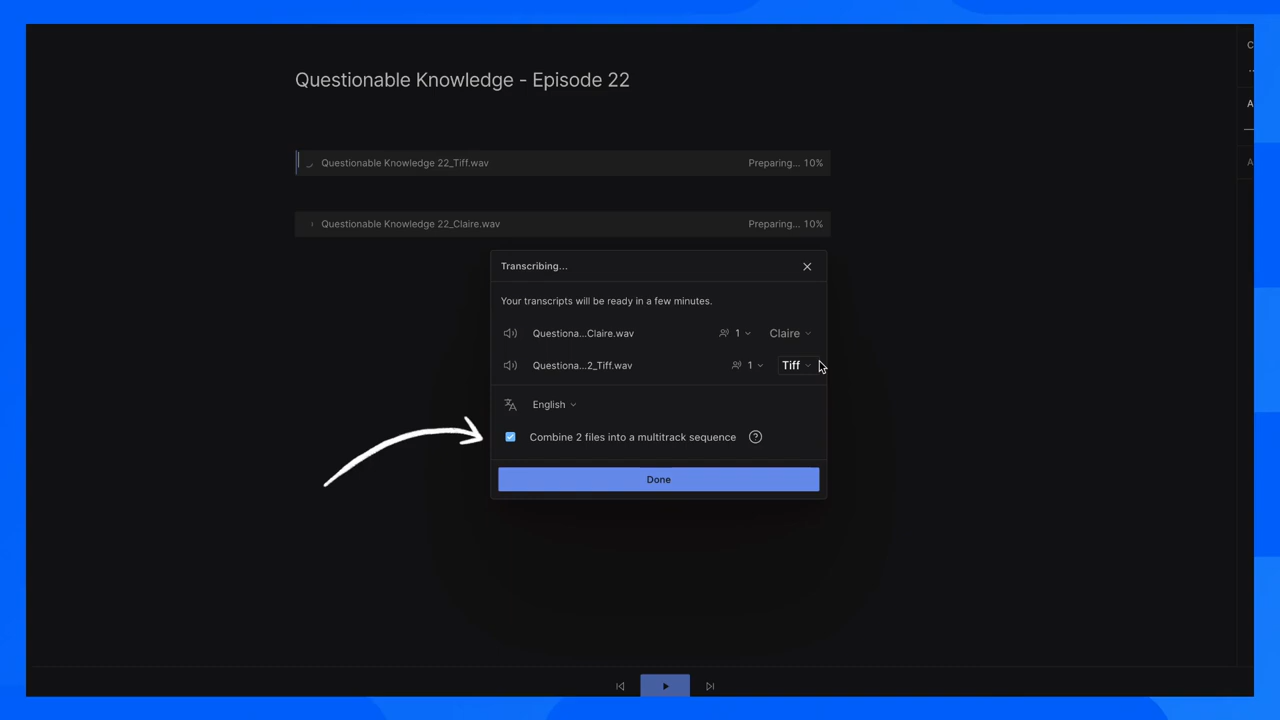 Questionable Knowledge - Episode 22
Questionable Knowledge 22_Tiff.wav Preparing... 10%
Questionable Knowledge 22_Claire.wav Preparing... 10%
Transcribing...
Your transcripts will be ready in a few minutes.
Questiona...Claire.wav 1 Claire
Questiona...2_Tiff.wav 1 Tiff
English
Combine 2 files into a multitrack sequence ?
Done